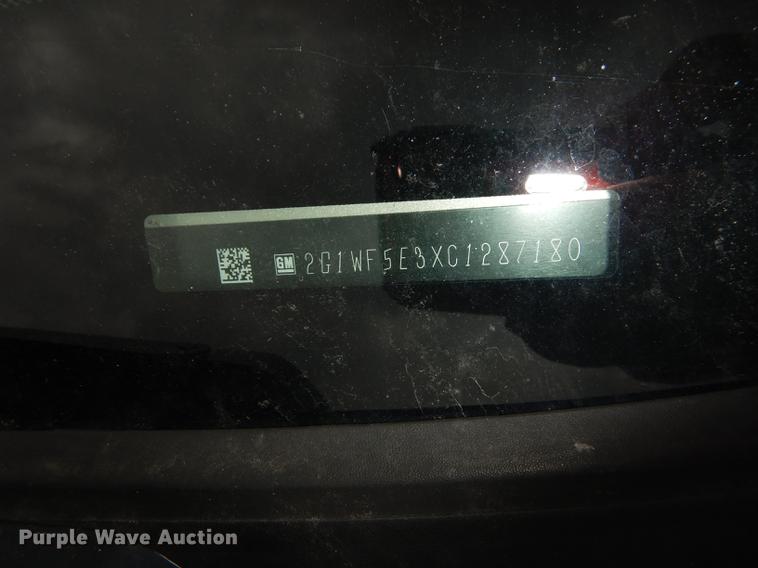 GM 2G1WF5E3XC1287180
Purple Wave Auction